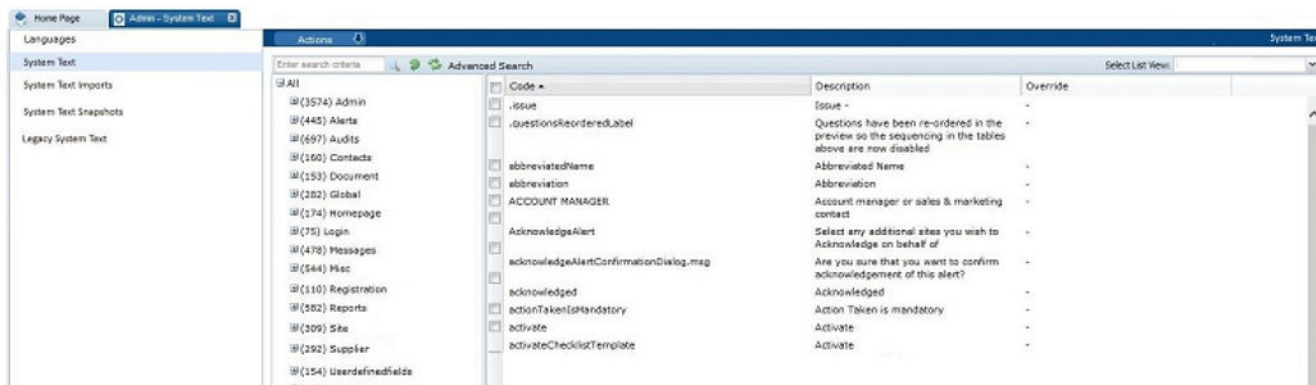 Home Page
Admin - System Text
Languages
System Text
System Text Imports
System Text Snapshots
Legacy System Text
Actions
System Tex
Enter search criteria
Advanced Search
Select List View:
All
(3574) Admin
(445) Alerts
(697) Audits
(160) Contacts
(153) Document
(282) Global
(174) Homepage
(75) Login
(478) Messages
(544) Misc
(110) Registration
(582) Reports
(309) Site
(292) Supplier
(154) Userdefinedfields
Code Description Override
.issue Issue - -
.questionsReorderedLabel Questions have been re-ordered in the -
preview so the sequencing in the tables
above are now disabled
abbreviatedName Abbreviated Name -
abbreviation Abbreviation -
ACCOUNT MANAGER Account manager or sales & marketing -
contact
AcknowledgeAlert Select any additional sites you wish to -
Acknowledge on behalf of
acknowledgeAlertConfirmationDialog.msg Are you sure that you want to confirm -
acknowledgement of this alert?
acknowledged Acknowledged -
actionTakenIsMandatory Action Taken is mandatory -
activate Activate -
activateChecklistTemplate Activate -